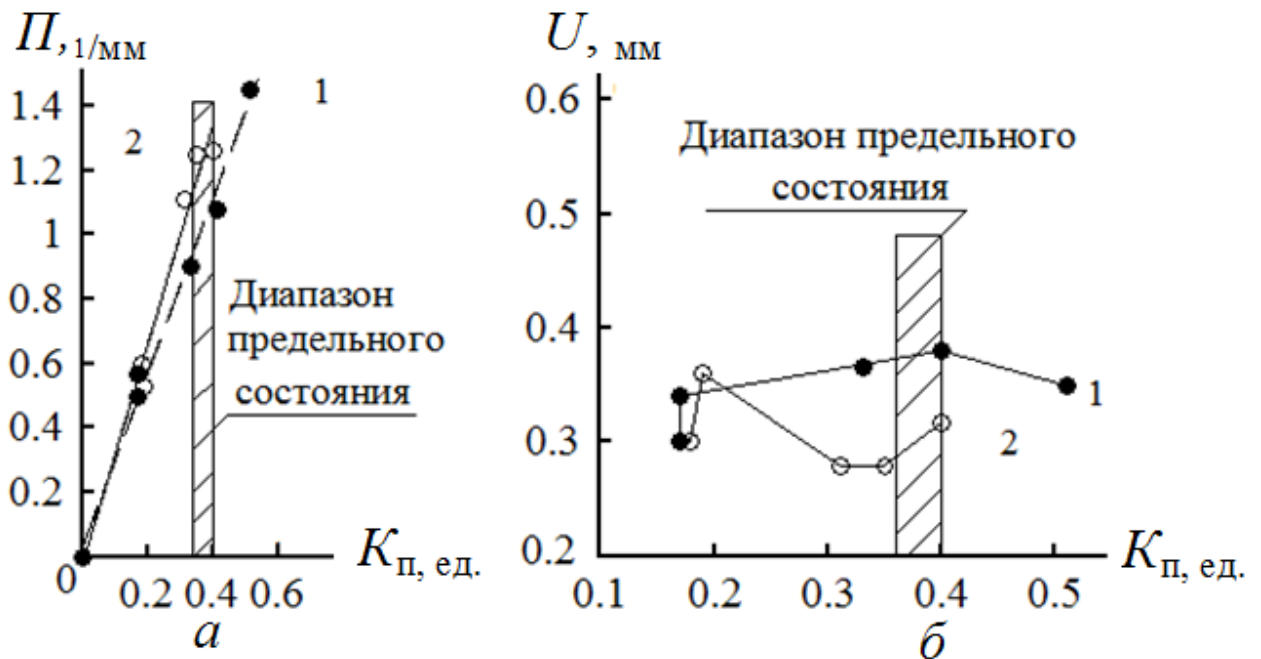 П, 1/мм
1.4
1.2
1
0.8
0.6
0.4
0.2
0
0.2 0.4 0.6
Kп, ед.
2
1
Диапазон
предельного
состояния
а
U, мм
0.6
0.5
0.4
0.3
0.2
0.1 0.2 0.3 0.4 0.5
Kп, ед.
Диапазон предельного
состояния
1
2
б